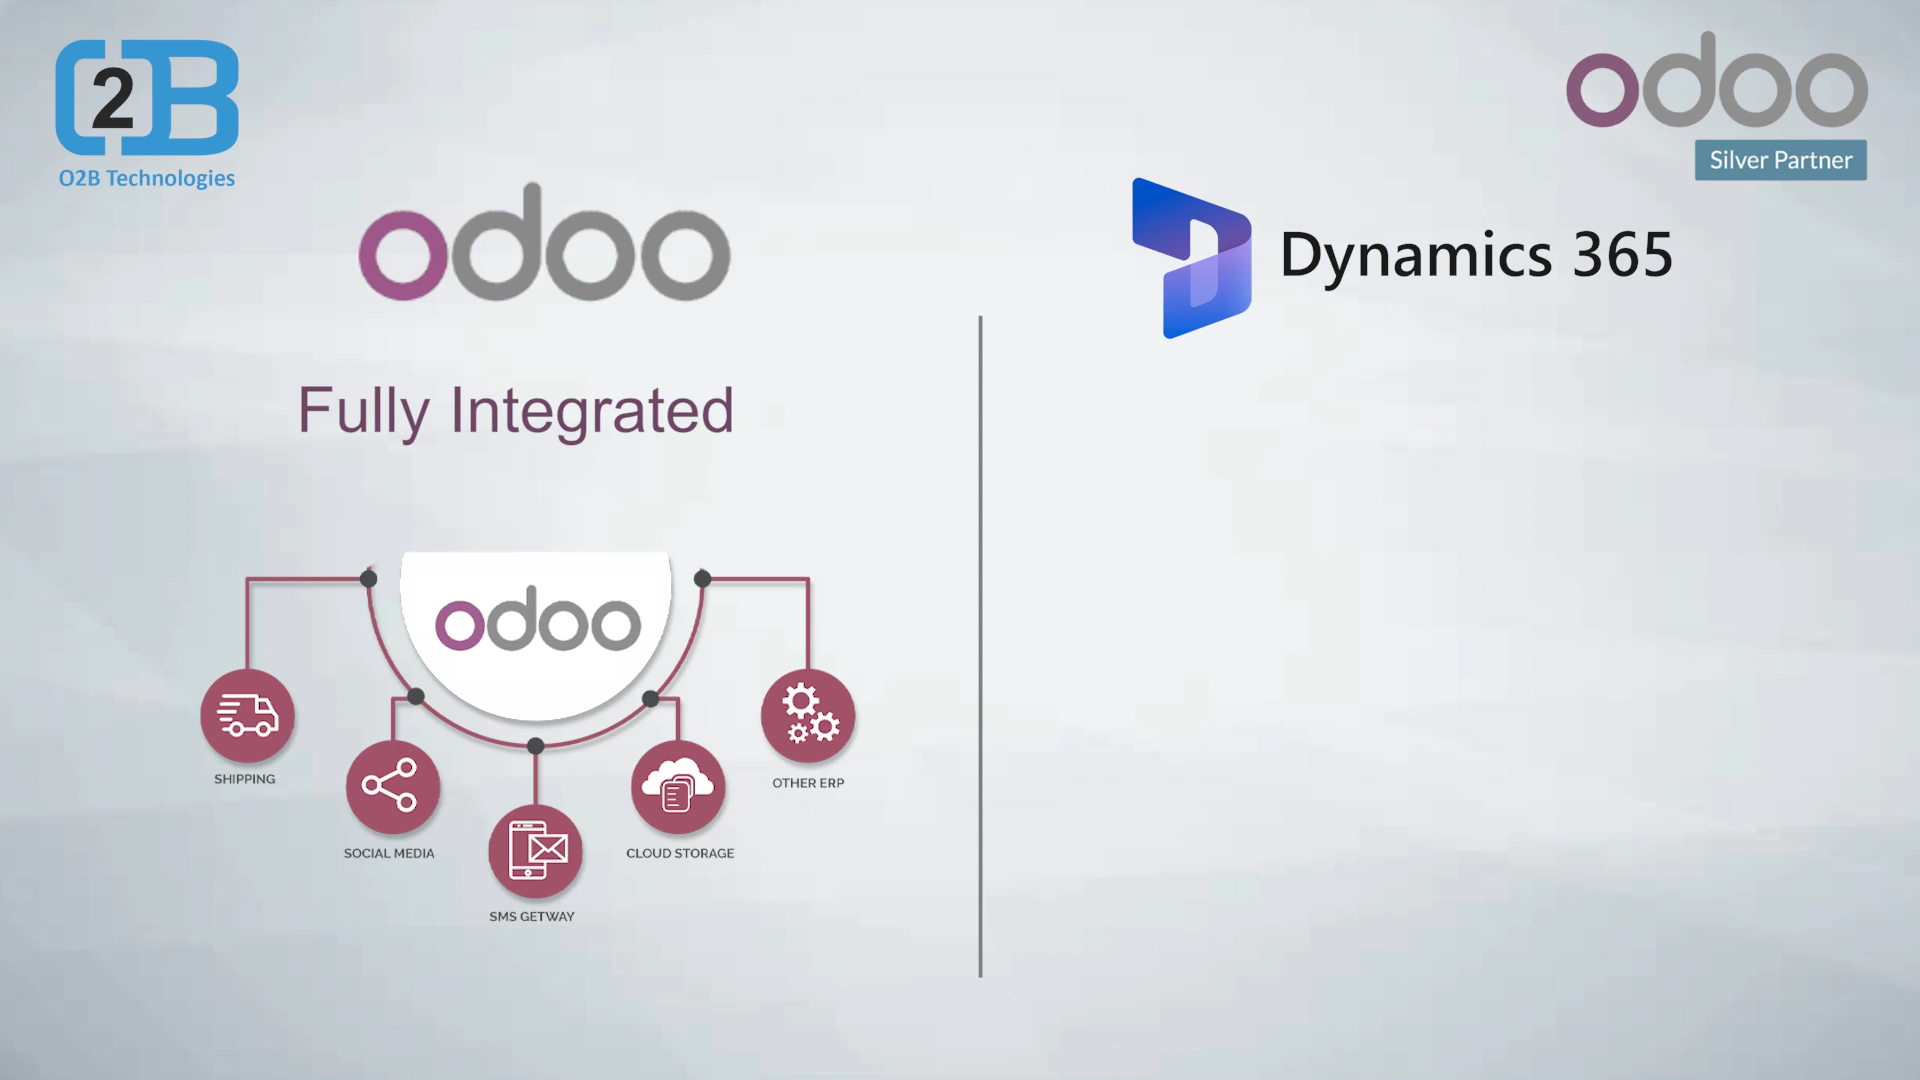 2B
O2B Technologies
odoo
Silver Partner
odoo
Dynamics 365
Fully Integrated
odoo
SHIPPING
OTHER ERP
SOCIAL MEDIA
CLOUD STORAGE
SMS GETWAY